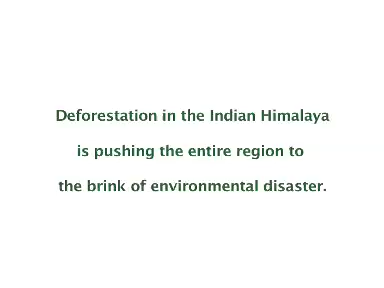 Deforestation in the Indian Himalaya
is pushing the entire region to
the brink of environmental disaster.